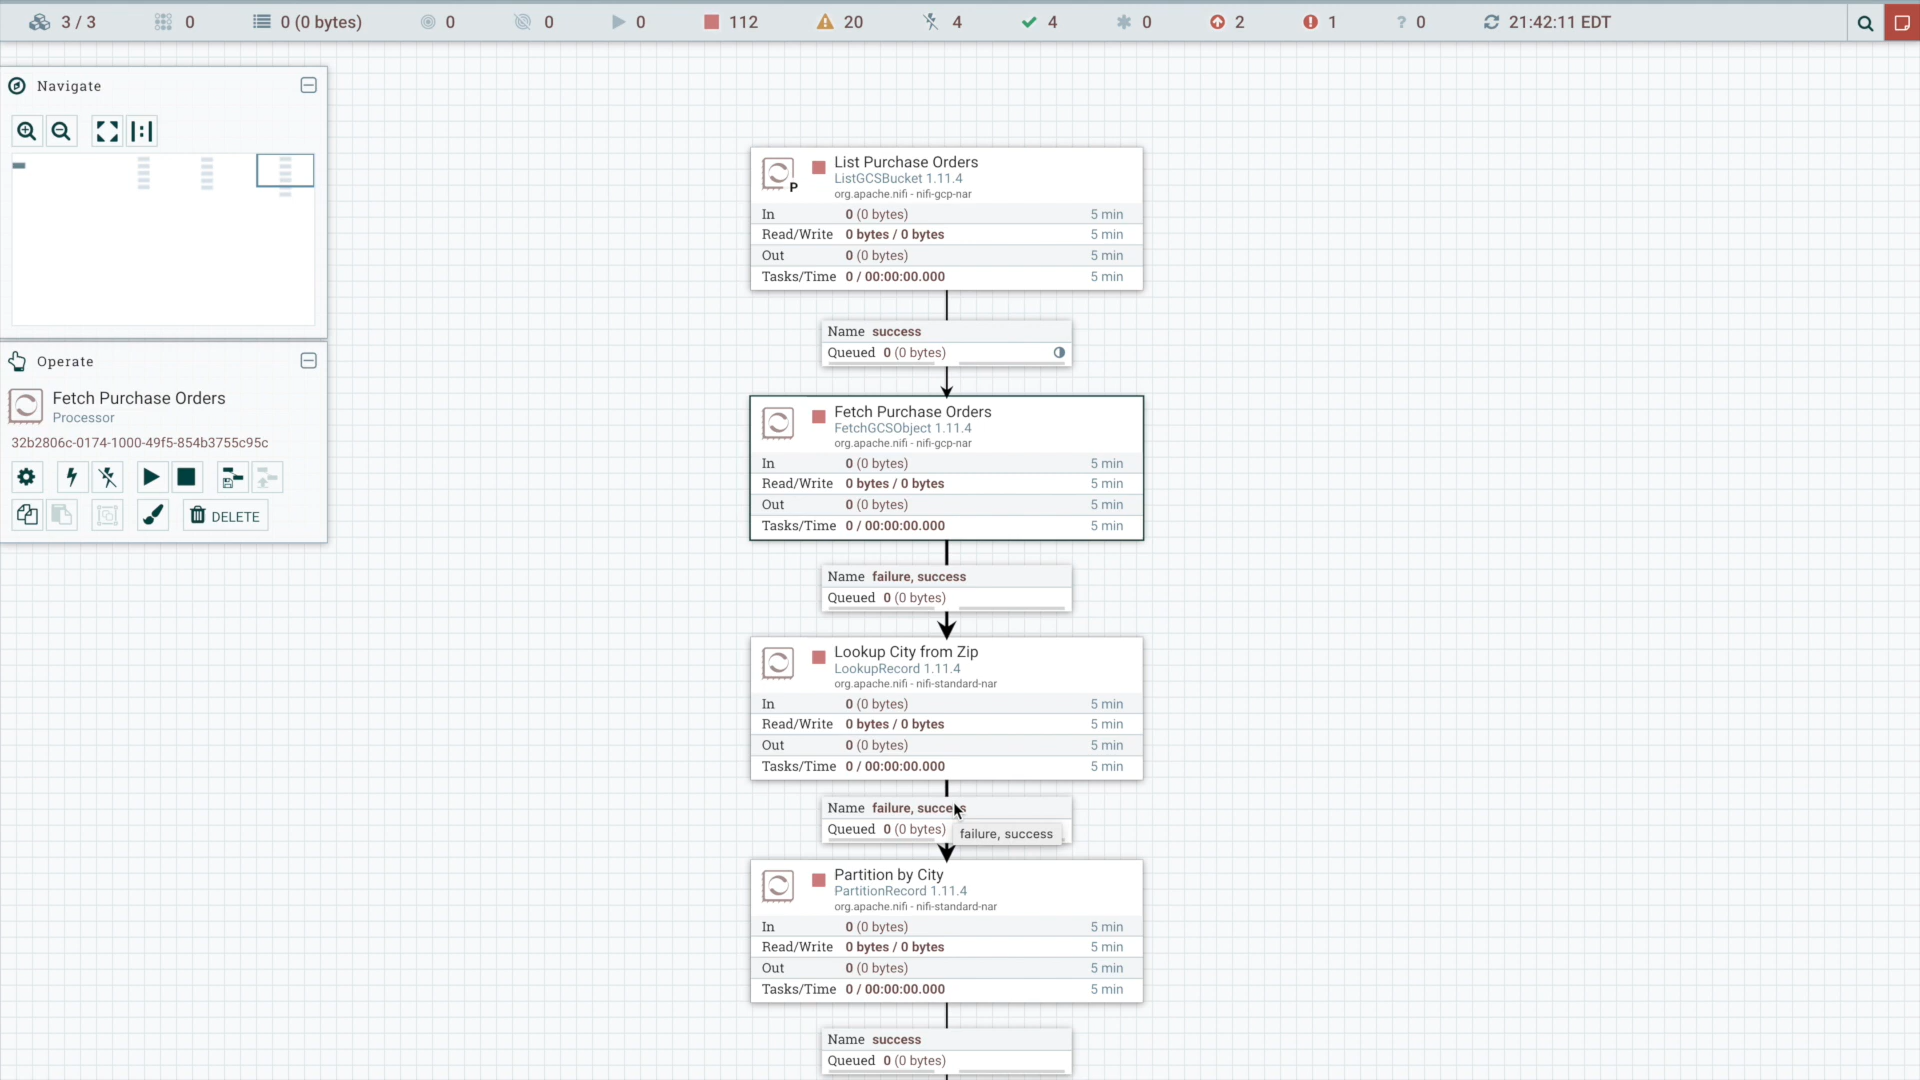 3 / 3 0 0 (0 bytes) 0 0 0 112 20 4 4 0 2 1 ? 0 21:42:11 EDT
Navigate
Operate
Fetch Purchase Orders
Processor
32b2806c-0174-1000-49f5-854b3755c95c
DELETE
List Purchase Orders
ListGCSBucket 1.11.4
org.apache.nifi - nifi-gcp-nar
P
In 0 (0 bytes) 5 min
Read/Write 0 bytes / 0 bytes 5 min
Out 0 (0 bytes) 5 min
Tasks/Time 0 / 00:00:00.000 5 min
Name success
Queued 0 (0 bytes)
Fetch Purchase Orders
FetchGCSObject 1.11.4
org.apache.nifi - nifi-gcp-nar
In 0 (0 bytes) 5 min
Read/Write 0 bytes / 0 bytes 5 min
Out 0 (0 bytes) 5 min
Tasks/Time 0 / 00:00:00.000 5 min
Name failure, success
Queued 0 (0 bytes)
Lookup City from Zip
LookupRecord 1.11.4
org.apache.nifi - nifi-standard-nar
In 0 (0 bytes) 5 min
Read/Write 0 bytes / 0 bytes 5 min
Out 0 (0 bytes) 5 min
Tasks/Time 0 / 00:00:00.000 5 min
Name failure, success
Queued 0 (0 bytes)
failure, success
Partition by City
PartitionRecord 1.11.4
org.apache.nifi - nifi-standard-nar
In 0 (0 bytes) 5 min
Read/Write 0 bytes / 0 bytes 5 min
Out 0 (0 bytes) 5 min
Tasks/Time 0 / 00:00:00.000 5 min
Name success
Queued 0 (0 bytes)